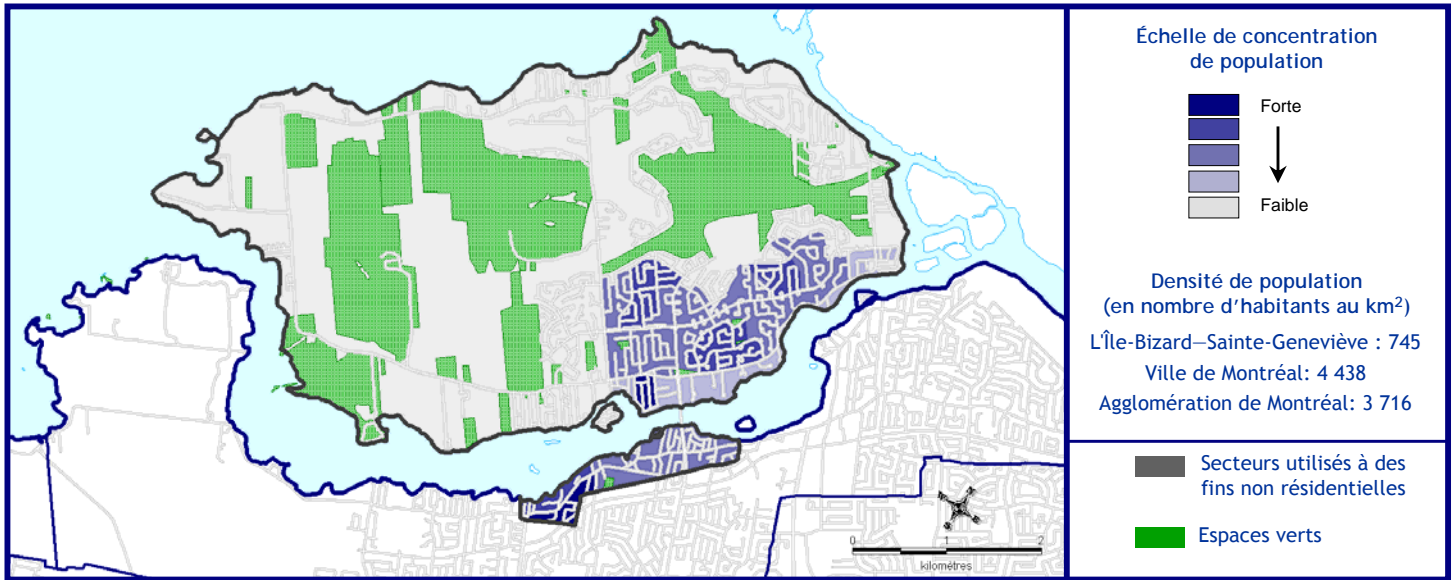 Échelle de concentration
de population
Forte
Faible
Densité de population
(en nombre d'habitants au km²)
L'Île-Bizard—Sainte-Geneviève : 745
Ville de Montréal: 4 438
Agglomération de Montréal: 3 716
Secteurs utilisés à des
fins non résidentielles
Espaces verts
0 1 2
kilomètres